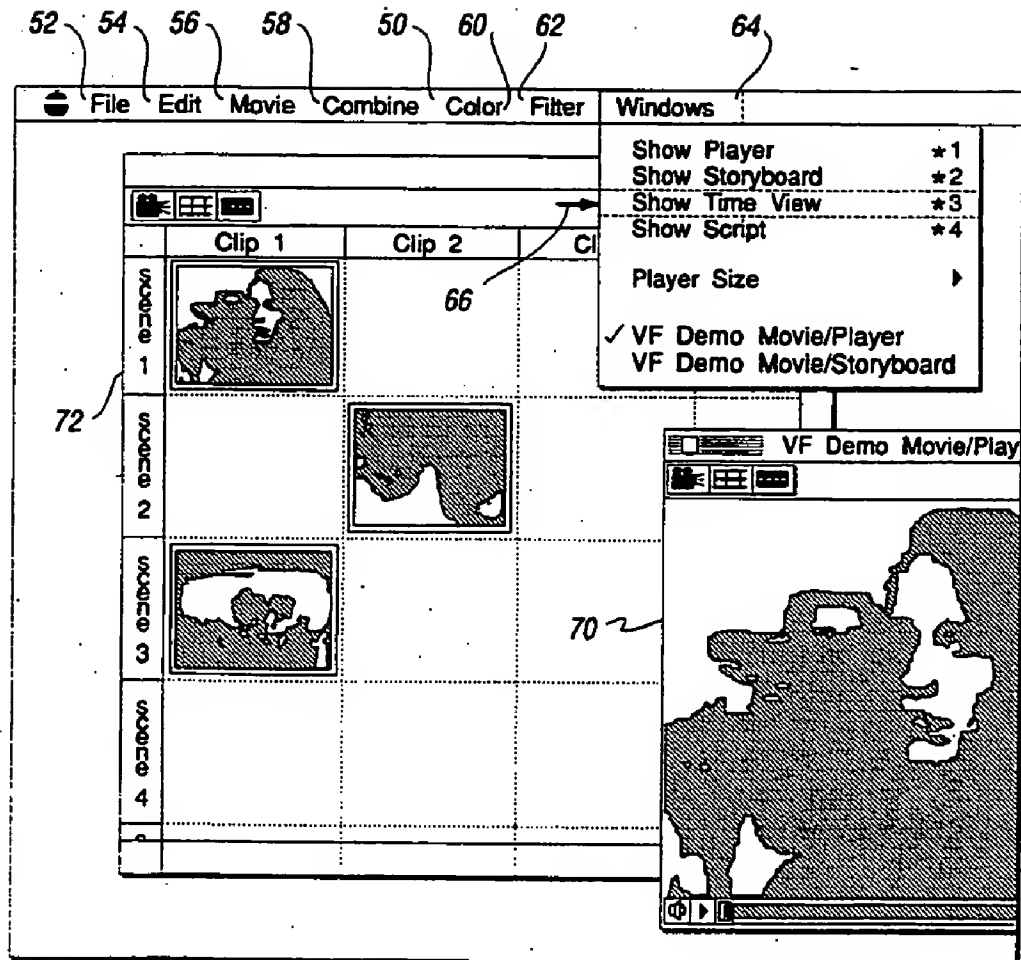 52 54 56 58 50 60 62 64
File Edit Movie Combine Color Filter Windows
Show Player *1
Show Storyboard *2
Show Time View *3
Show Script *4
Player Size
✓ VF Demo Movie/Player
VF Demo Movie/Storyboard
66
Clip 1 Clip 2 Cl
scene 1
72
scene 2
VF Demo Movie/Play
scene 3
70
scene 4